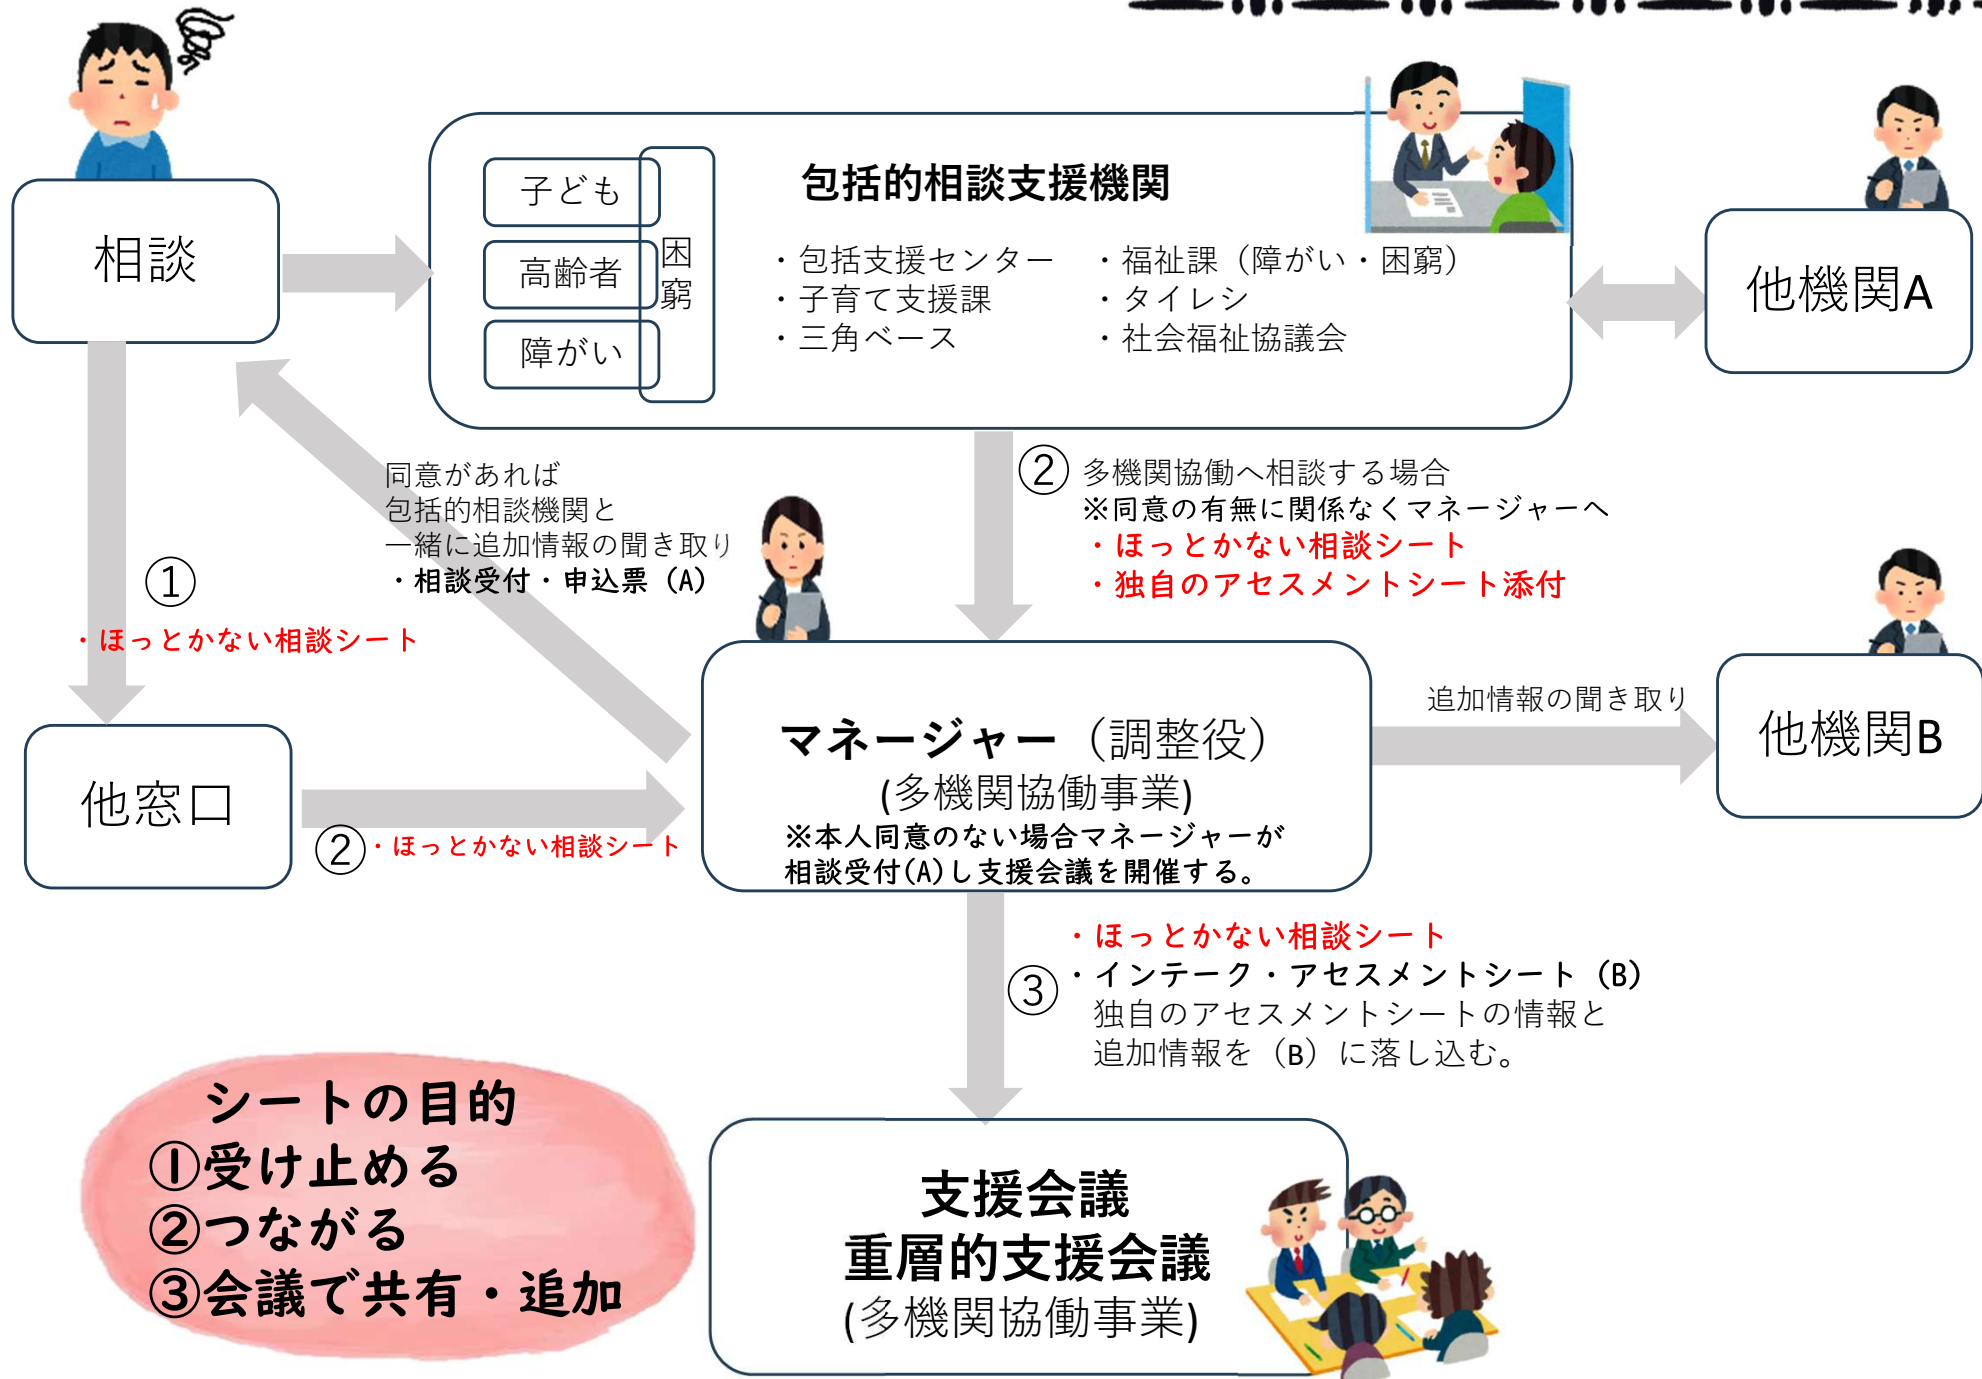 相談
子ども
高齢者
障がい
困窮
包括的相談支援機関
・包括支援センター
・子育て支援課
・三角ベース
・福祉課（障がい・困窮）
・タイレシ
・社会福祉協議会
他機関A
同意があれば
包括的相談機関と
一緒に追加情報の聞き取り
・相談受付・申込票（A）
②
多機関協働へ相談する場合
※同意の有無に関係なくマネージャーへ
・ほっとかない相談シート
・独自のアセスメントシート添付
①
・ほっとかない相談シート
他窓口
②
・ほっとかない相談シート
マネージャー（調整役）
(多機関協働事業)
※本人同意のない場合マネージャーが
相談受付(A)し支援会議を開催する。
追加情報の聞き取り
他機関B
③
・ほっとかない相談シート
・インテーク・アセスメントシート（B）
独自のアセスメントシートの情報と
追加情報を（B）に落し込む。
シートの目的
①受け止める
②つながる
③会議で共有・追加
支援会議
重層的支援会議
(多機関協働事業)